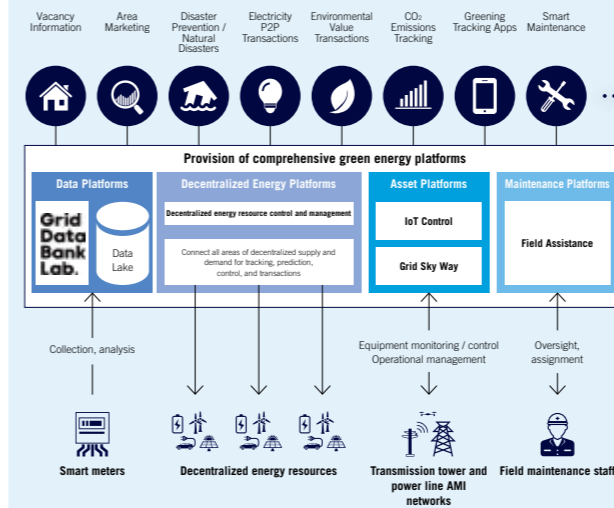 Vacancy
Information
Area
Marketing
Disaster
Prevention /
Natural
Disasters
Electricity
P2P
Transactions
Environmental
Value
Transactions
CO₂
Emissions
Tracking
Greening
Tracking Apps
Smart
Maintenance
Provision of comprehensive green energy platforms
Data Platforms
Grid
Data
Bank
Lab.
Data
Lake
Decentralized Energy Platforms
Decentralized energy resource control and management
Connect all areas of decentralized supply and
demand for tracking, prediction,
control, and transactions
Asset Platforms
IoT Control
Grid Sky Way
Maintenance Platforms
Field Assistance
Collection, analysis
Equipment monitoring / control
Operational management
Oversight,
assignment
Smart meters
Decentralized energy resources
Transmission tower and
power line AMI
networks
Field maintenance staff